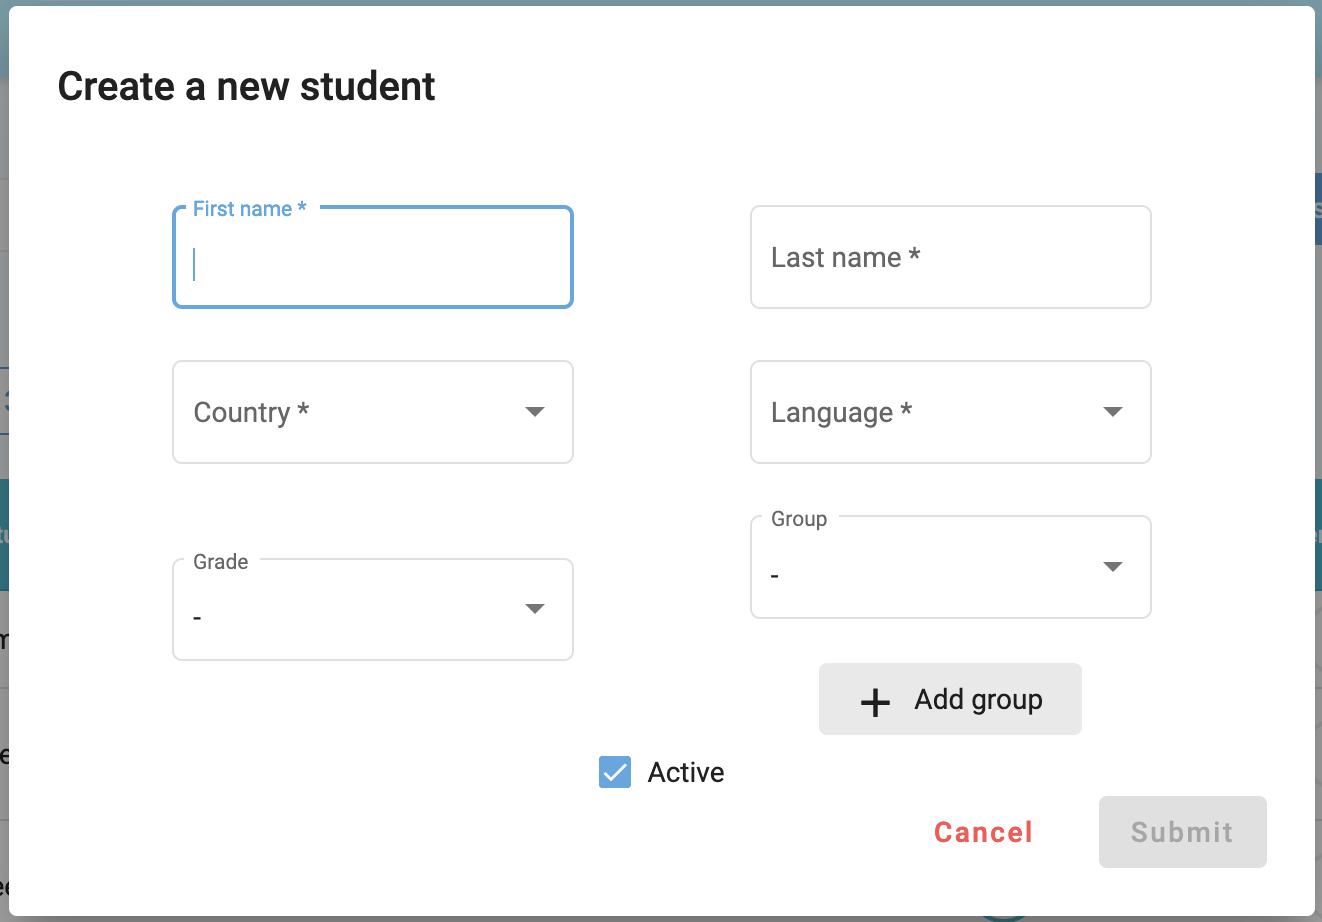 Create a new student
First name *
Last name *
Country *
Language *
Group
-
Grade
-
Add group
Active
Cancel
Submit